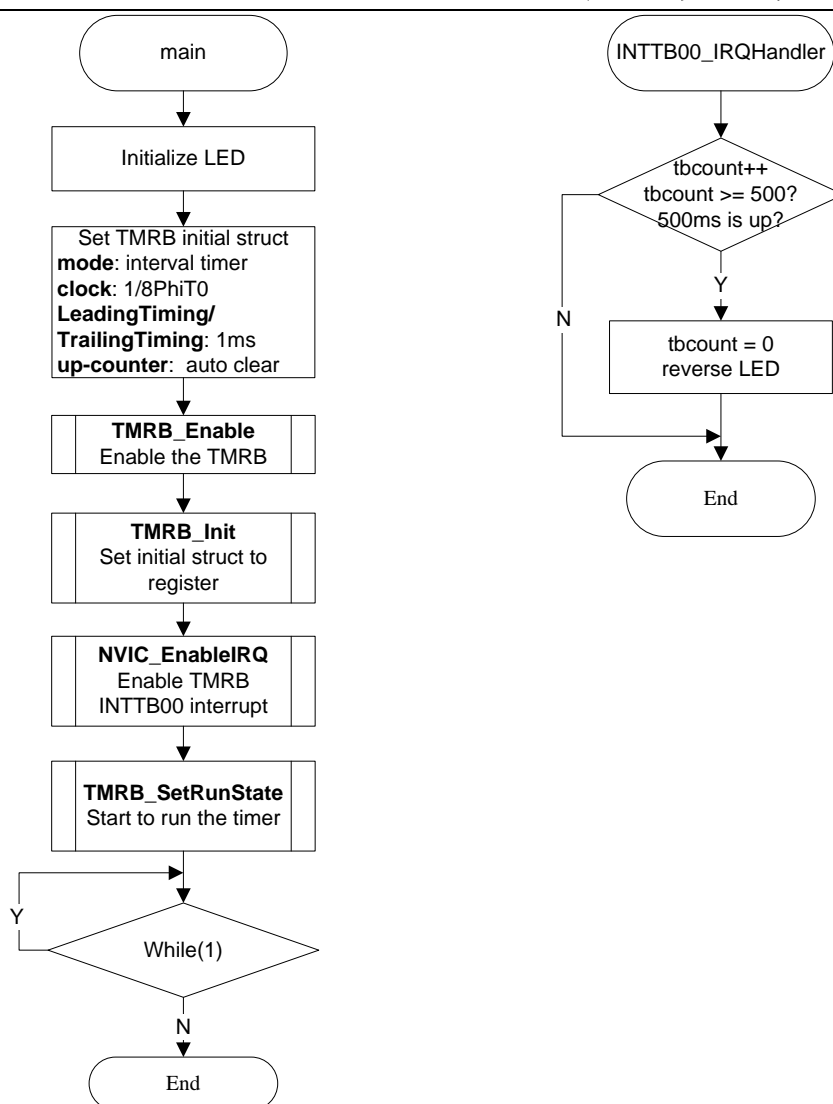 main
Initialize LED
Set TMRB initial struct
mode: interval timer
clock: 1/8PhiT0
LeadingTiming/
TrailingTiming: 1ms
up-counter: auto clear
TMRB_Enable
Enable the TMRB
TMRB_Init
Set initial struct to
register
NVIC_EnableIRQ
Enable TMRB
INTTB00 interrupt
TMRB_SetRunState
Start to run the timer
Y
While(1)
N
End
INTTB00_IRQHandler
tbcount++
tbcount >= 500?
500ms is up?
Y
N
tbcount = 0
reverse LED
End